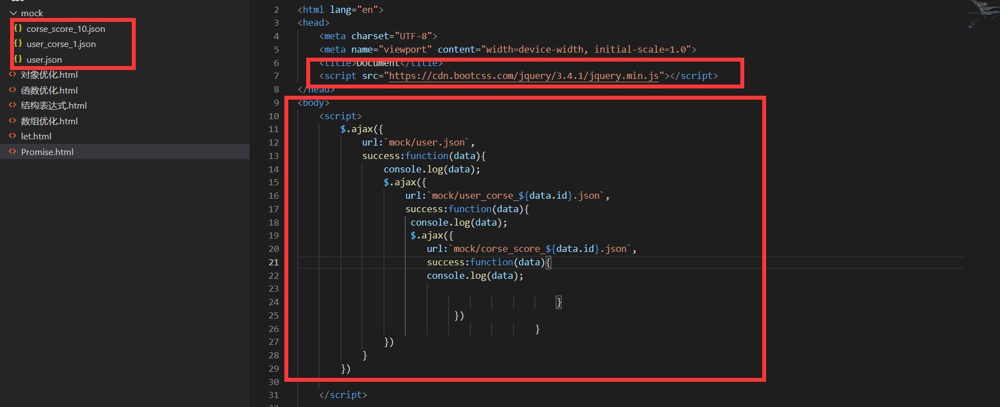 mock
corse_score_10.json
user_corse_1.json
user.json
对象优化.html
函数优化.html
结构表达式.html
数组优化.html
let.html
Promise.html
2 <html lang="en">
3 <head>
4 <meta charset="UTF-8">
5 <meta name="viewport" content="width=device-width, initial-scale=1.0">
6 <title>Document</title>
7 <script src="https://cdn.bootcss.com/jquery/3.4.1/jquery.min.js"></script>
8 </head>
9 <body>
10 <script>
11 $.ajax({
12 url:`mock/user.json`,
13 success:function(data){
14 console.log(data);
15 $.ajax({
16 url:`mock/user_corse_${data.id}.json`,
17 success:function(data){
18 console.log(data);
19 $.ajax({
20 url:`mock/corse_score_${data.id}.json`,
21 success:function(data){
22 console.log(data);
23
24 }
25 })
26 }
27 })
28 }
29 })
30
31 </script>